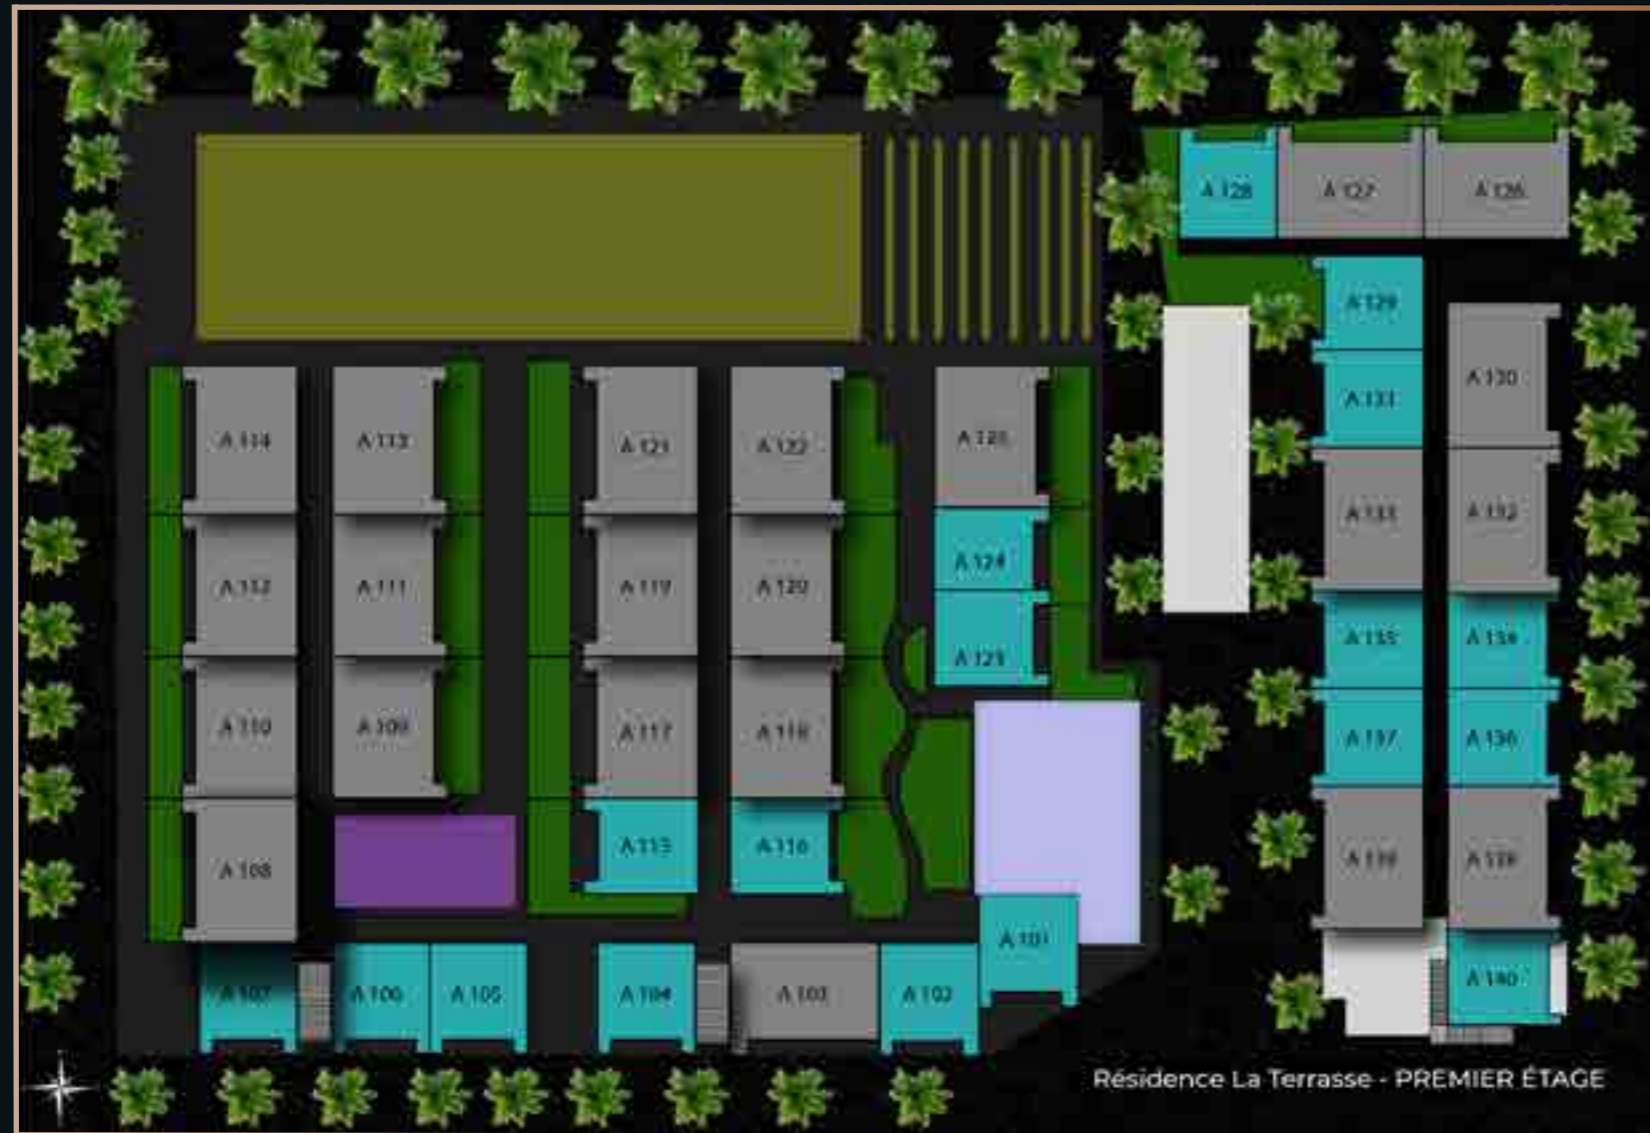 A 128 A 127 A 126
A 129
A 130
A 131
A 114 A 113 A 121 A 122 A 125
A 133 A 132
A 124
A 112 A 111 A 119 A 120
A 135 A 134
A 123
A 110 A 109 A 117 A 118
A 137 A 136
A 115 A 116
A 138 A 139
A 108
A 101
A 140
A 107 A 106 A 105 A 104 A 103 A 102
Résidence La Terrasse - PREMIER ÉTAGE